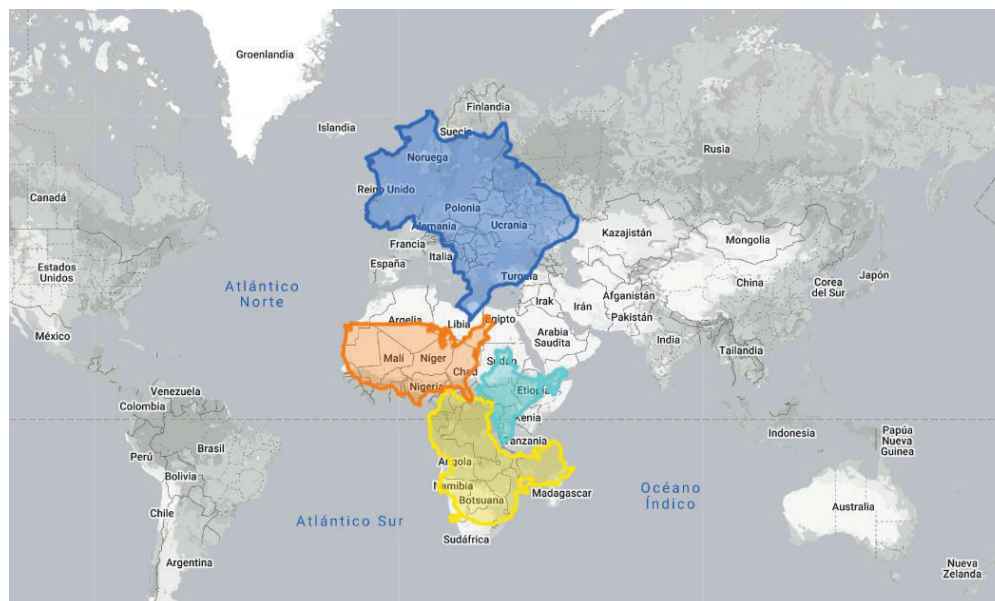 Groenlandia
Finlandia
Islandia
Suecia
Rusia
Noruega
Reino Unido
Canadá
Polonia
Alemania
Ucrania
Kazajistán
Mongolia
Francia
Italia
España
Estados
Unidos
Turquía
China
Corea
del Sur
Japón
Atlántico
Norte
Irak
Irán
Afganistán
Pakistán
Argelia
Libia
Egipto
Arabia
Saudita
México
India
Tailandia
Malí
Níger
Chad
Sudán
Nigeria
Etiopía
Venezuela
Colombia
Kenia
Indonesia
Papúa
Nueva
Guinea
Perú
Brasil
Tanzania
Angola
Bolivia
Namibia
Botsuana
Madagascar
Océano
Índico
Australia
Chile
Atlántico Sur
Sudáfrica
Argentina
Nueva
Zelanda